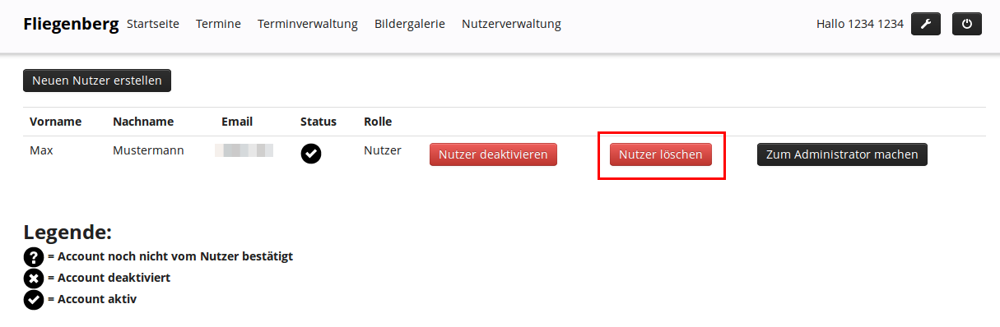 Fliegenberg Startseite Termine Terminverwaltung Bildergalerie Nutzerverwaltung Hallo 1234 1234
Neuen Nutzer erstellen
Vorname Nachname Email Status Rolle
Max Mustermann Nutzer Nutzer deaktivieren Nutzer löschen Zum Administrator machen
Legende:
= Account noch nicht vom Nutzer bestätigt
= Account deaktiviert
= Account aktiv